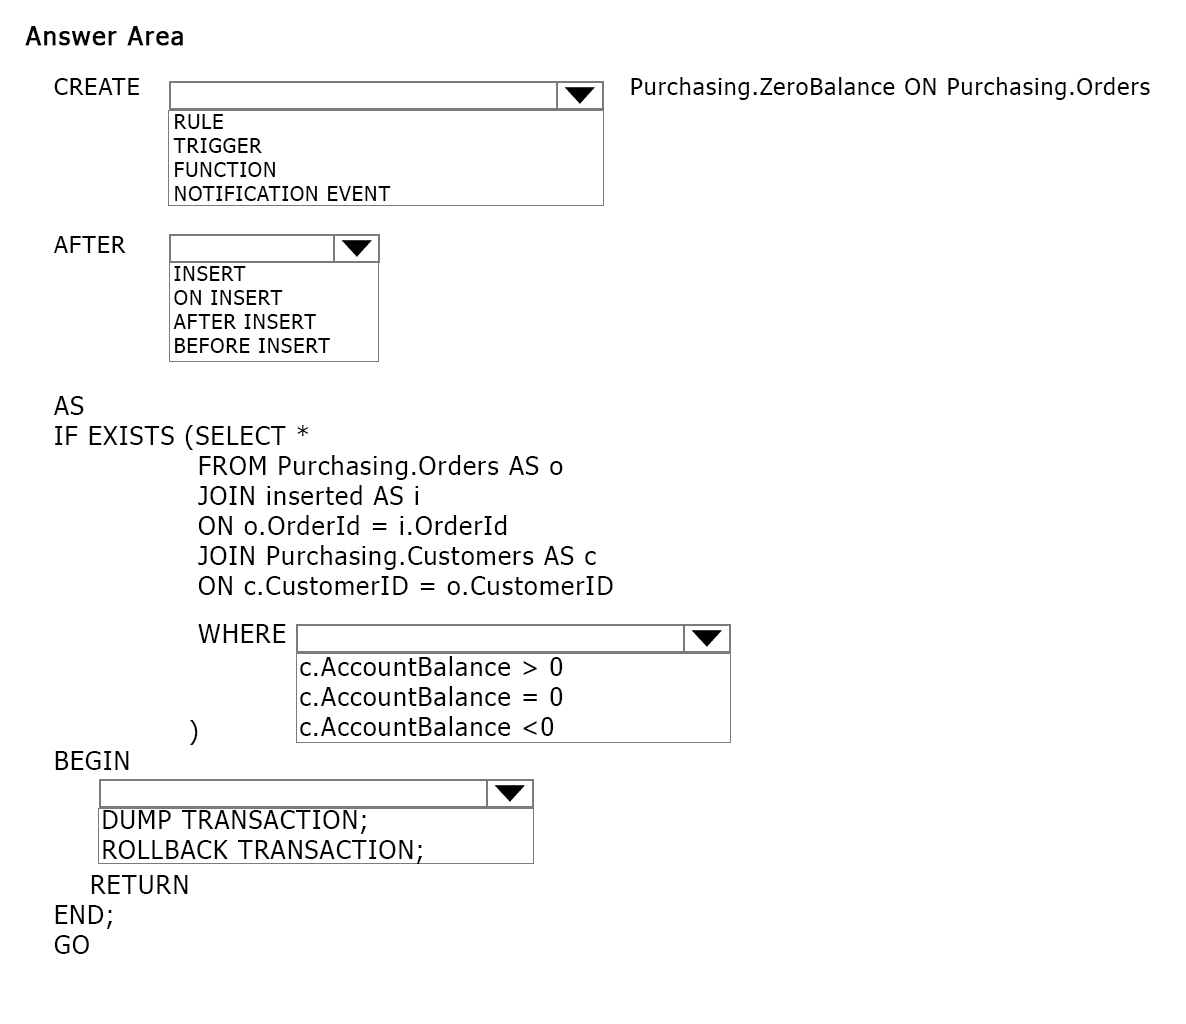 Answer Area
CREATE Purchasing.ZeroBalance ON Purchasing.Orders
RULE
TRIGGER
FUNCTION
NOTIFICATION EVENT
AFTER
INSERT
ON INSERT
AFTER INSERT
BEFORE INSERT
AS
IF EXISTS (SELECT *
FROM Purchasing.Orders AS o
JOIN inserted AS i
ON o.OrderId = i.OrderId
JOIN Purchasing.Customers AS c
ON c.CustomerID = o.CustomerID
WHERE
c.AccountBalance > 0
c.AccountBalance = 0
c.AccountBalance <0
)
BEGIN
DUMP TRANSACTION;
ROLLBACK TRANSACTION;
RETURN
END;
GO